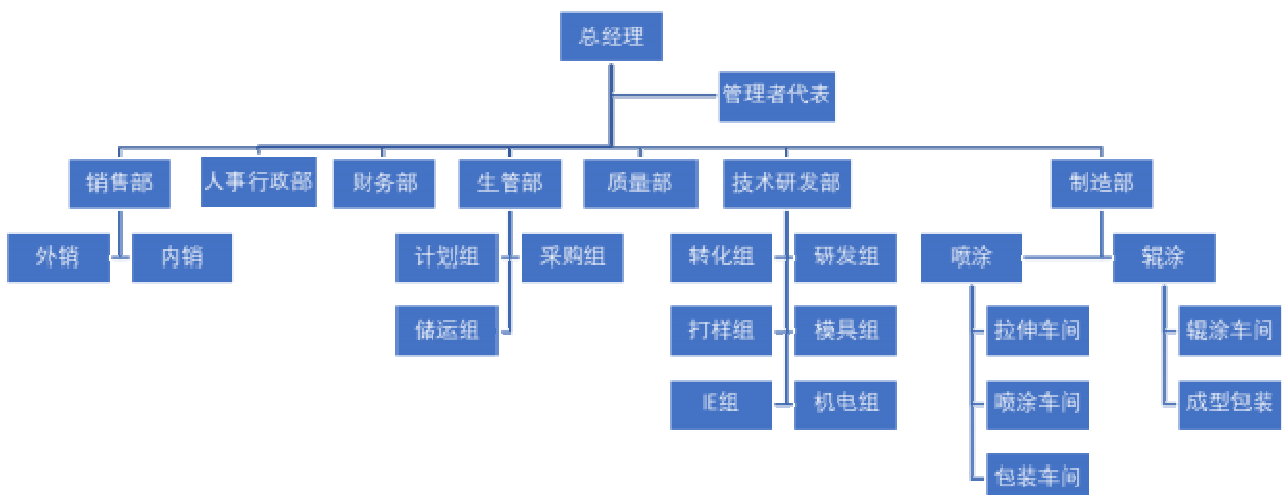 总经理
管理者代表
销售部
人事行政部
财务部
生管部
质量部
技术研发部
制造部
外销
内销
计划组
采购组
转化组
研发组
喷涂
辊涂
储运组
打样组
模具组
拉伸车间
辊涂车间
IE组
机电组
喷涂车间
成型包装
包装车间